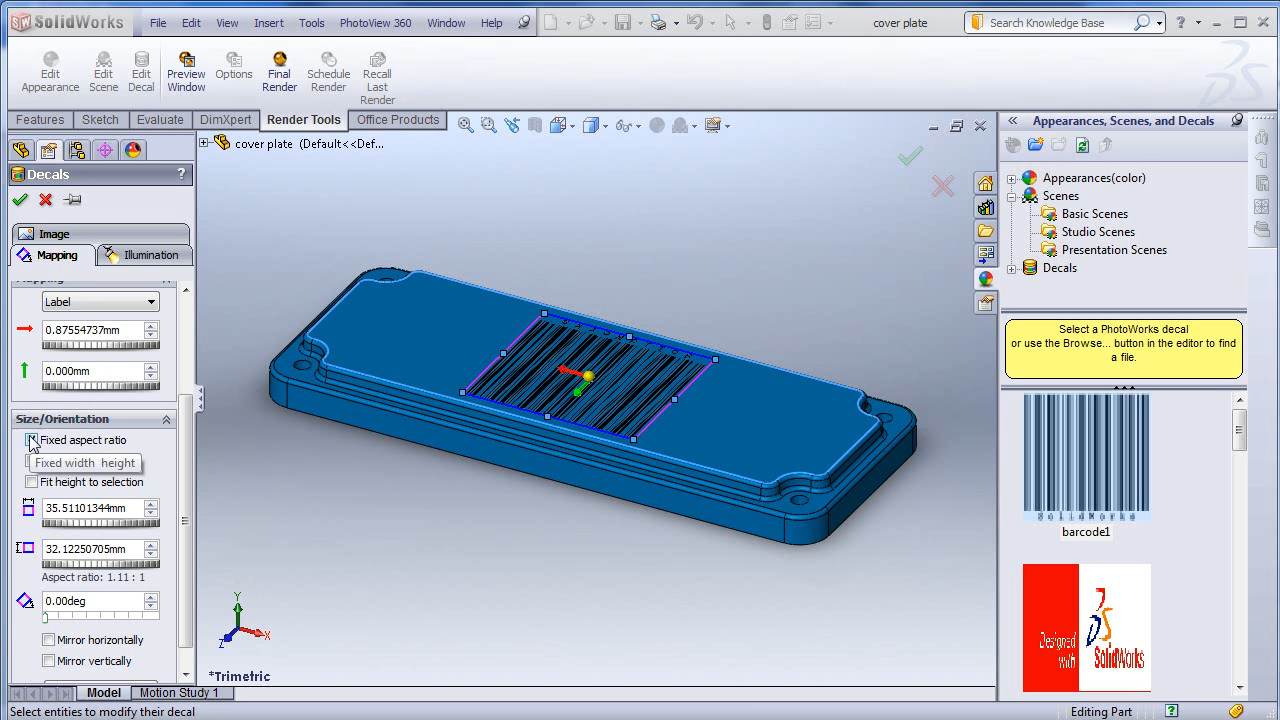 SolidWorks
File Edit View Insert Tools PhotoView 360 Window Help
cover plate
Search Knowledge Base
?
Edit Appearance
Edit Scene
Edit Decal
Preview Window
Options
Final Render
Schedule Render
Recall Last Render
Features Sketch Evaluate DimXpert Render Tools Office Products
cover plate (Default<<Def...
Decals ?
Image
Mapping Illumination
Mapping
Label
0.87554737mm
0.000mm
Size/Orientation
Fixed aspect ratio
Fixed width height
Fit height to selection
35.51101344mm
32.12250705mm
Aspect ratio: 1.11 : 1
0.00deg
Mirror horizontally
Mirror vertically
Y
X
Z
*Trimetric
Model Motion Study 1
Select entities to modify their decal
Editing Part
Appearances, Scenes, and Decals
Appearances(color)
Scenes
Basic Scenes
Studio Scenes
Presentation Scenes
Decals
Select a PhotoWorks decal
or use the Browse... button in the editor to find
a file.
SolidWorks
barcode1
Designed
with
SolidWorks